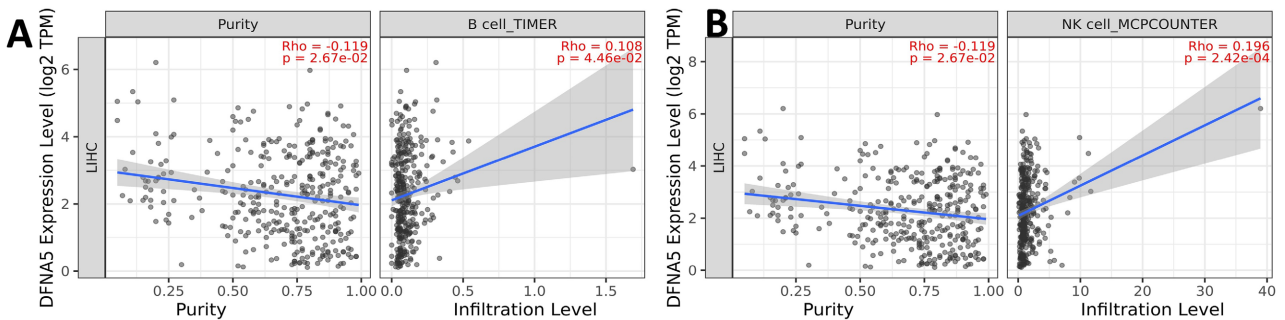 A
DFNA5 Expression Level (log2 TPM)
LIHC
Purity
Rho = -0.119
p = 2.67e-02
B cell_TIMER
Rho = 0.108
p = 4.46e-02
6
4
2
0
0.25 0.50 0.75 1.00
0.0 0.5 1.0 1.5
Purity
Infiltration Level
B
DFNA5 Expression Level (log2 TPM)
LIHC
Purity
Rho = -0.119
p = 2.67e-02
NK cell_MCPCOUNTER
Rho = 0.196
p = 2.42e-04
8
6
4
2
0
0.25 0.50 0.75 1.00
0 10 20 30 40
Purity
Infiltration Level